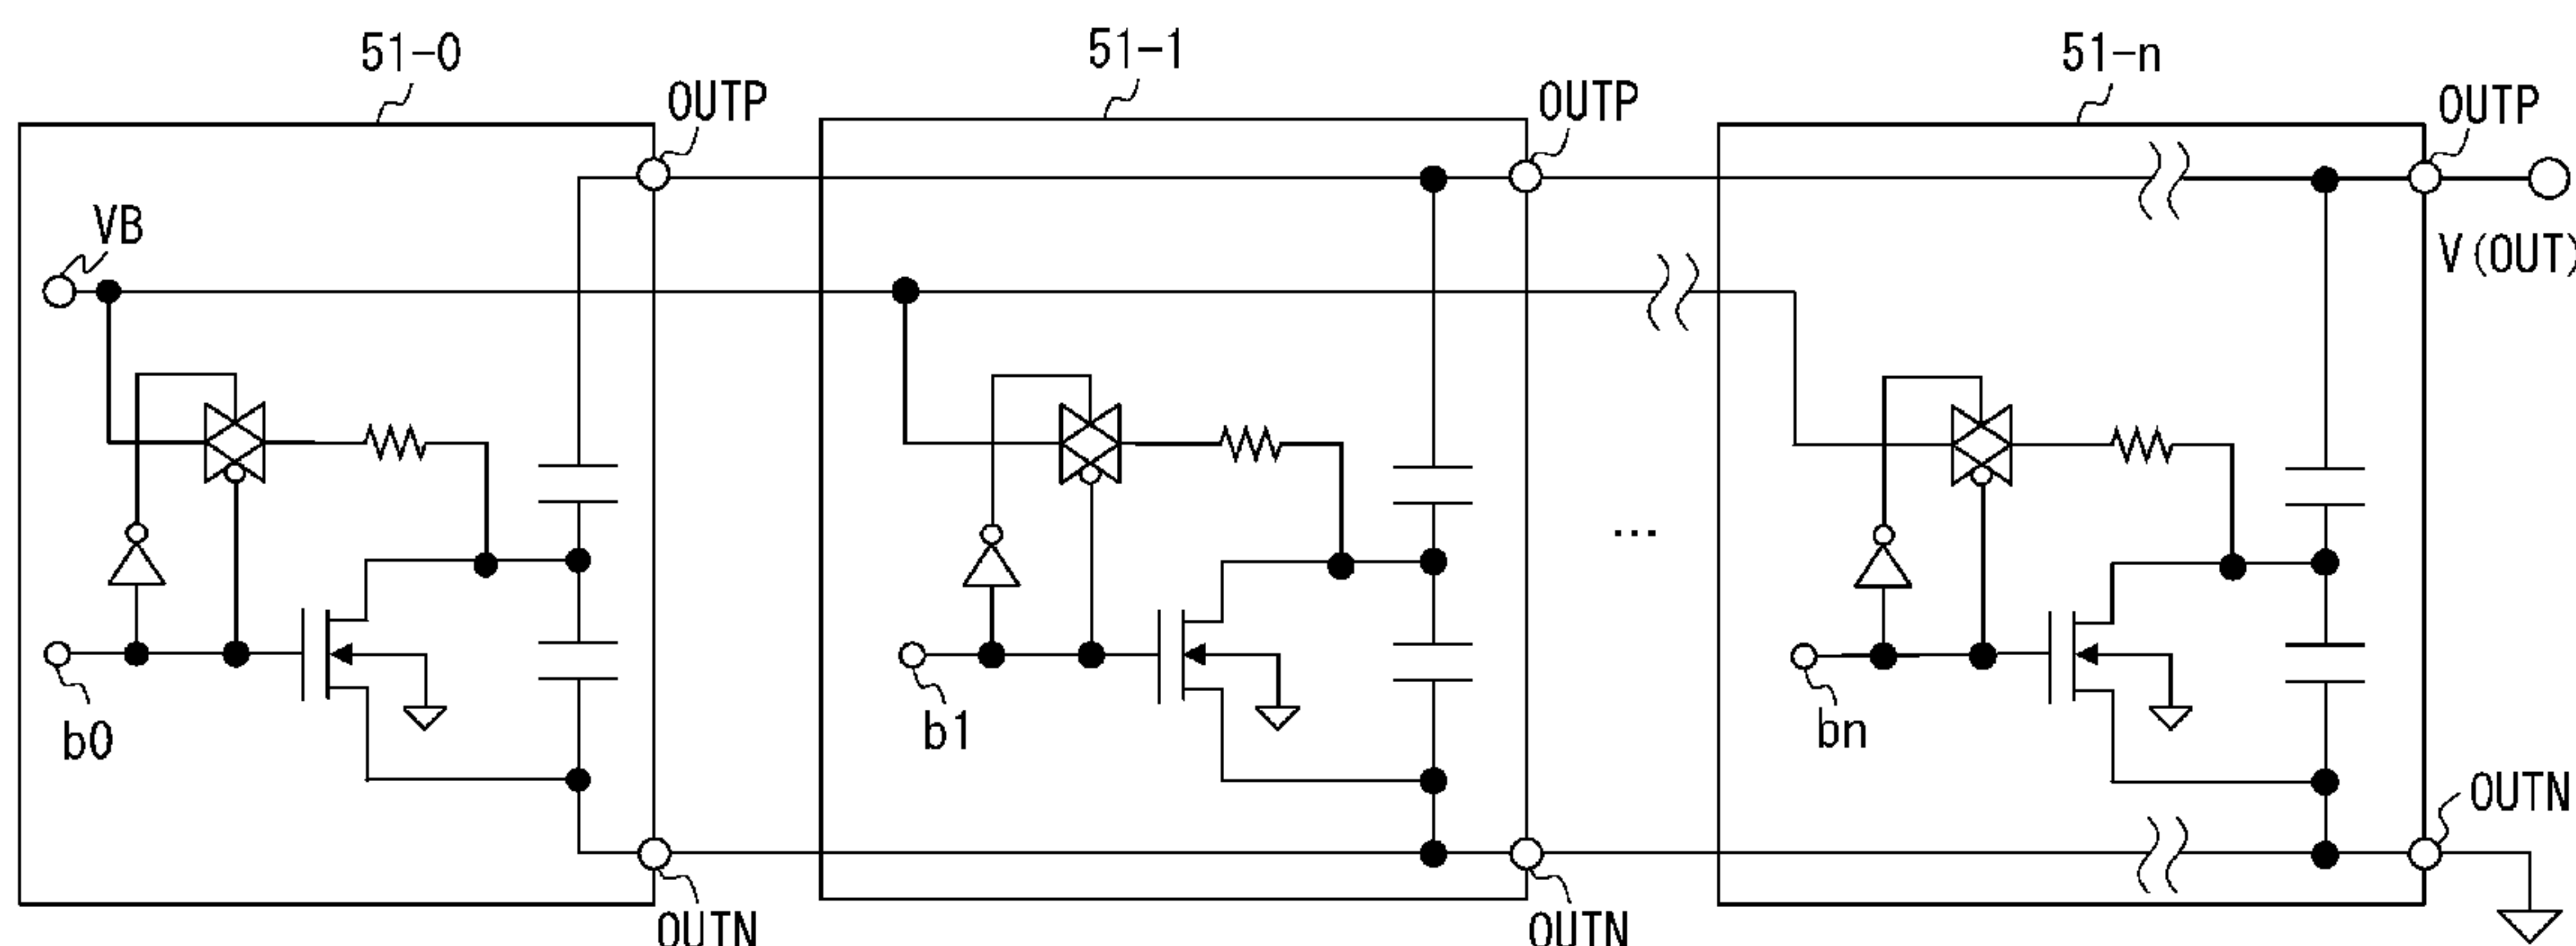 51-0
51-1
51-n
OUTP
OUTP
OUTP
VB
V(OUT)
...
b0
b1
bn
OUTN
OUTN
OUTN